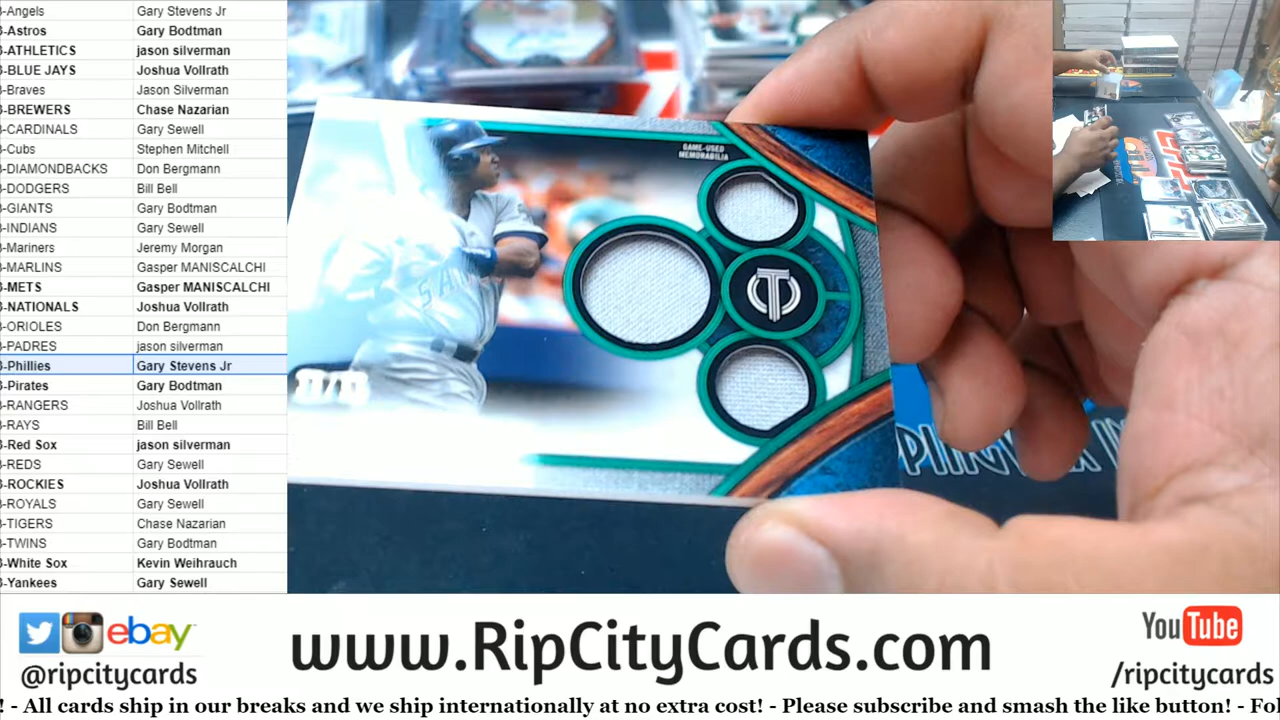 -Angels Gary Stevens Jr
-Astros Gary Bodtman
-ATHLETICS jason silverman
-BLUE JAYS Joshua Vollrath
-Braves Jason Silverman
-BREWERS Chase Nazarian
-CARDINALS Gary Sewell
-Cubs Stephen Mitchell
-DIAMONDBACKS Don Bergmann
-DODGERS Bill Bell
-GIANTS Gary Bodtman
-INDIANS Gary Sewell
-Mariners Jeremy Morgan
-MARLINS Gasper MANISCALCHI
-METS Gasper MANISCALCHI
-NATIONALS Joshua Vollrath
-ORIOLES Don Bergmann
-PADRES jason silverman
-Phillies Gary Stevens Jr
-Pirates Gary Bodtman
-RANGERS Joshua Vollrath
-RAYS Bill Bell
-Red Sox jason silverman
-REDS Gary Sewell
-ROCKIES Joshua Vollrath
-ROYALS Gary Sewell
-TIGERS Chase Nazarian
-TWINS Gary Bodtman
-White Sox Kevin Weihrauch
-Yankees Gary Sewell
GAME-USED
MEMORABILIA
ebay
@ripcitycards
www.RipCityCards.com
YouTube
/ripcitycards
! - All cards ship in our breaks and we ship internationally at no extra cost! - Please subscribe and smash the like button! - Fol